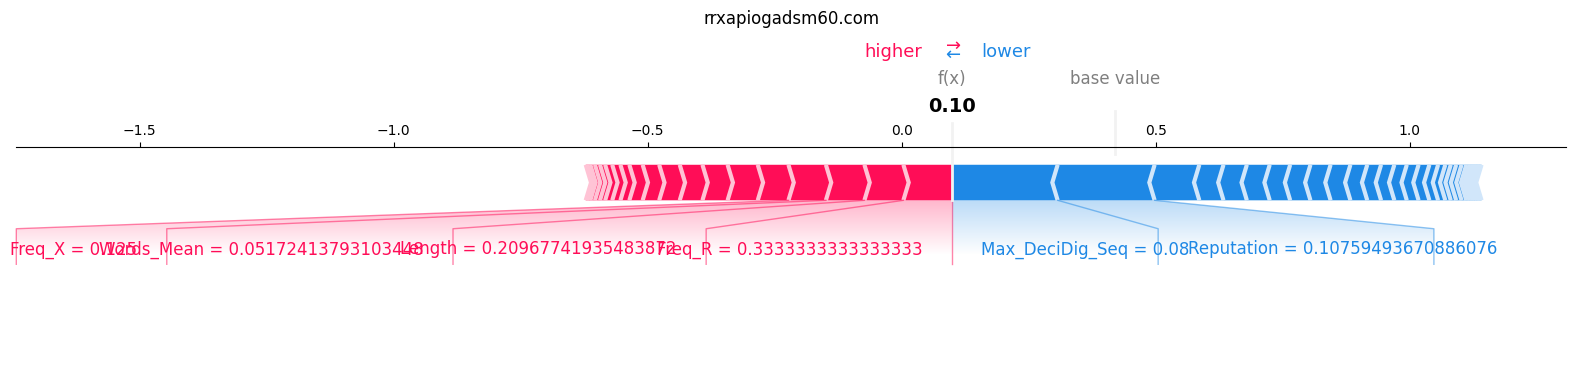 rrxapiogadsm60.com
higher ⇄ lower
f(x) base value
0.10
−1.5 −1.0 −0.5 0.0 0.5 1.0
Freq_X = 0.125 Words_Mean = 0.05172413793103448 Length = 0.20967741935483872 Freq_R = 0.3333333333333333 Max_DeciDig_Seq = 0.08 Reputation = 0.10759493670886076